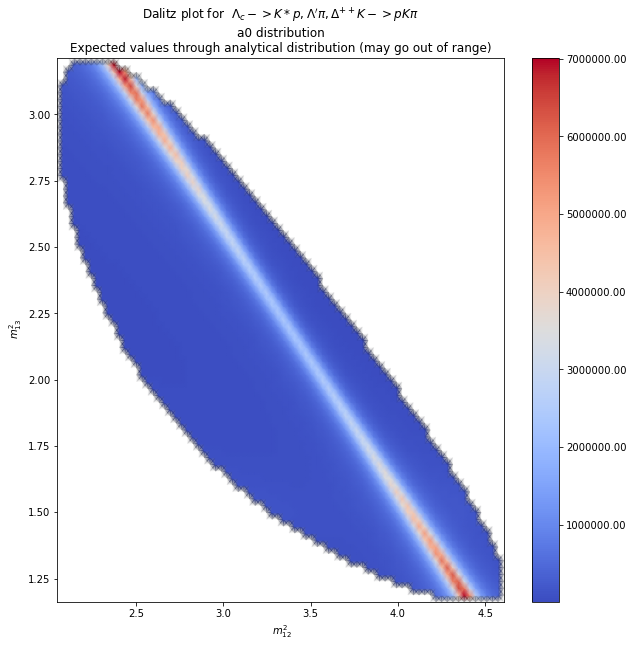 Dalitz plot for Λc−>K*p, Λ′π, Δ++K−>pKπ
a0 distribution
Expected values through analytical distribution (may go out of range)
7000000.00
6000000.00
5000000.00
4000000.00
3000000.00
2000000.00
1000000.00
3.00
2.75
2.50
2.25
2.00
1.75
1.50
1.25
m²13
2.5 3.0 3.5 4.0 4.5
m²12